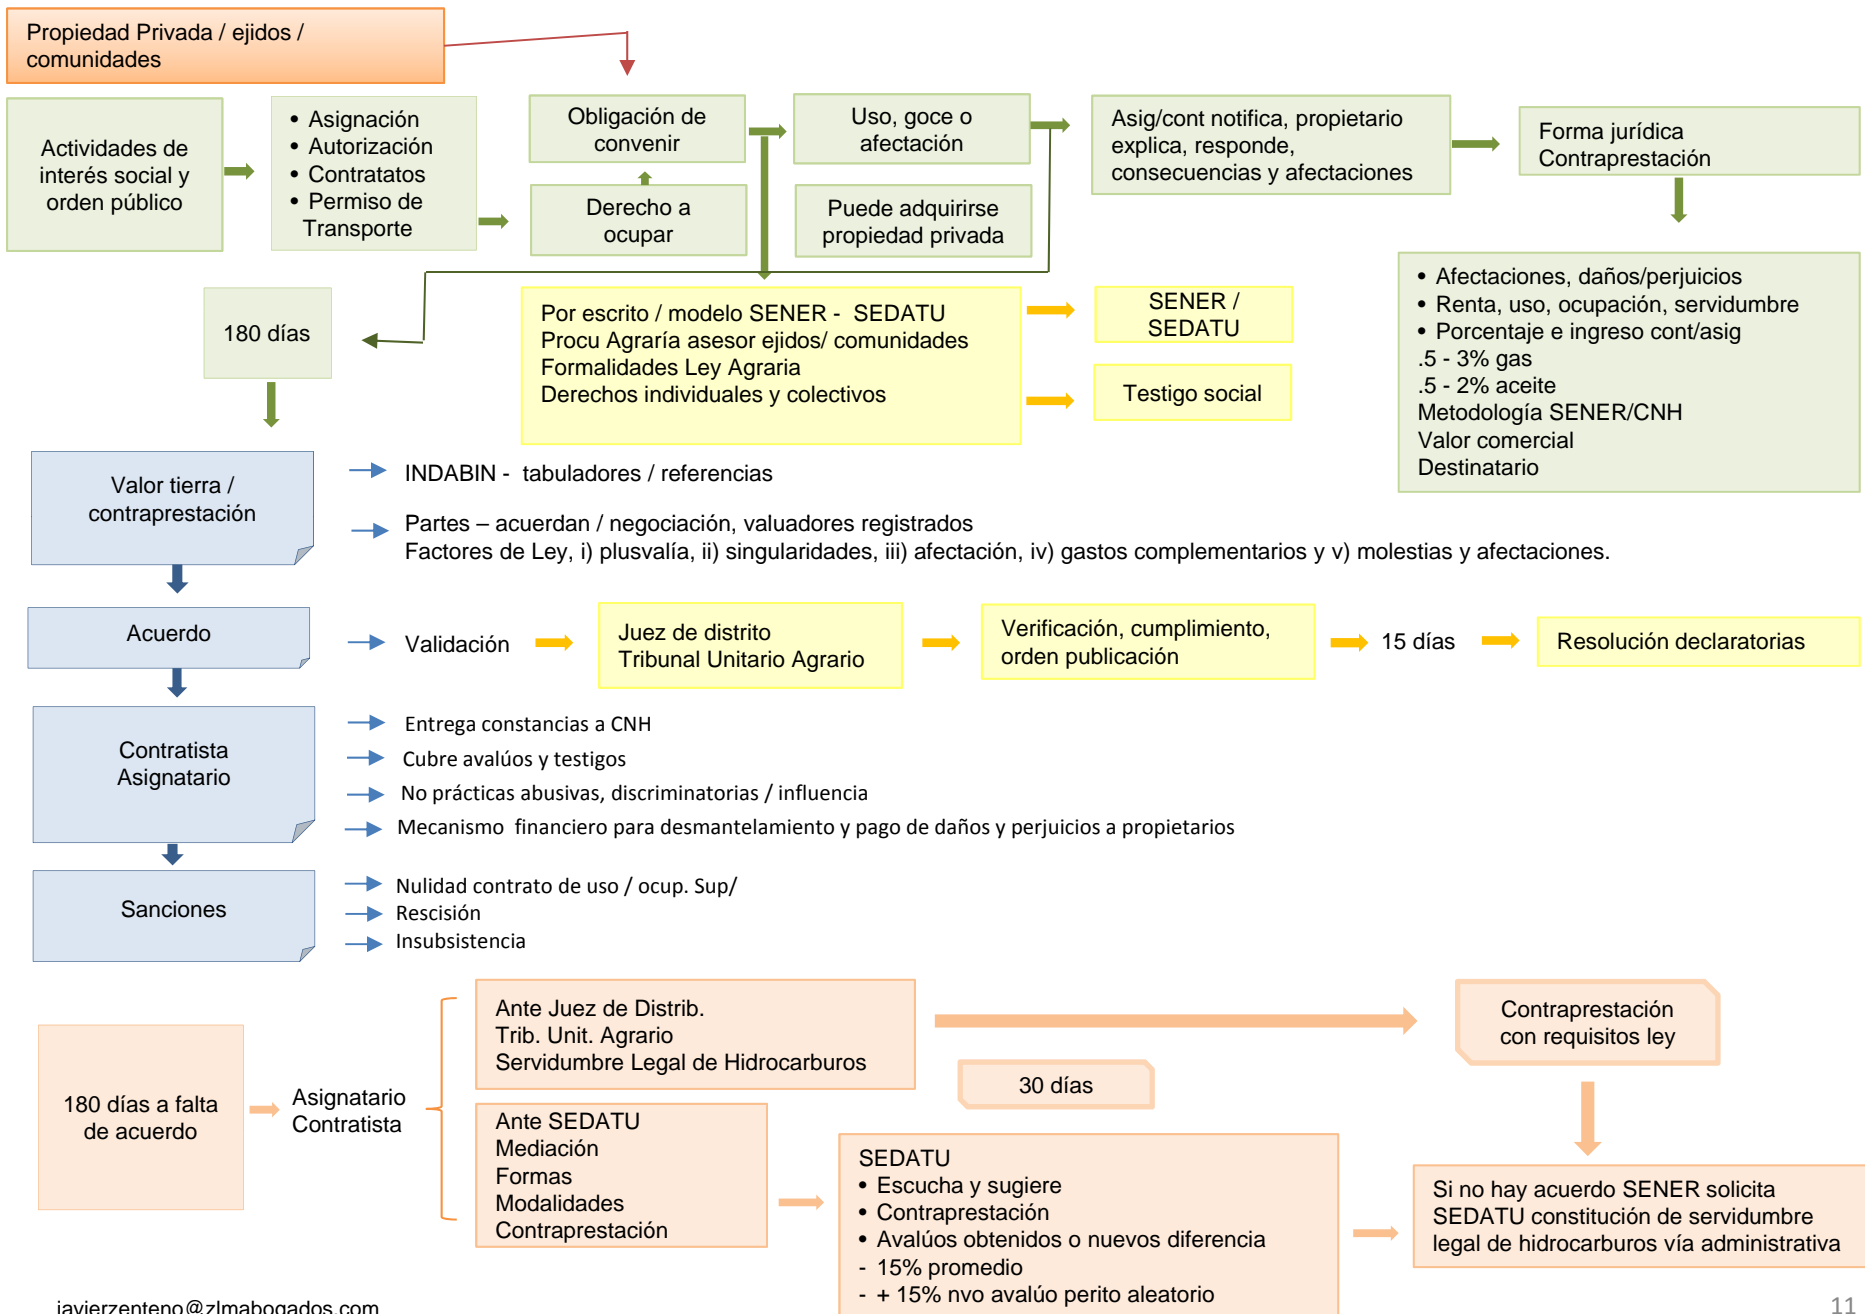 Propiedad Privada / ejidos /
comunidades
Actividades de
interés social y
orden público
• Asignación
• Autorización
• Contratatos
• Permiso de
Transporte
Obligación de
convenir
Derecho a
ocupar
Uso, goce o
afectación
Puede adquirirse
propiedad privada
Asig/cont notifica, propietario
explica, responde,
consecuencias y afectaciones
Forma jurídica
Contraprestación
• Afectaciones, daños/perjuicios
• Renta, uso, ocupación, servidumbre
• Porcentaje e ingreso cont/asig
.5 - 3% gas
.5 - 2% aceite
Metodología SENER/CNH
Valor comercial
Destinatario
180 días
Por escrito / modelo SENER - SEDATU
Procu Agraría asesor ejidos/ comunidades
Formalidades Ley Agraria
Derechos individuales y colectivos
SENER /
SEDATU
Testigo social
Valor tierra /
contraprestación
INDABIN - tabuladores / referencias
Partes – acuerdan / negociación, valuadores registrados
Factores de Ley, i) plusvalía, ii) singularidades, iii) afectación, iv) gastos complementarios y v) molestias y afectaciones.
Acuerdo
Validación
Juez de distrito
Tribunal Unitario Agrario
Verificación, cumplimiento,
orden publicación
15 días
Resolución declaratorias
Contratista
Asignatario
Entrega constancias a CNH
Cubre avalúos y testigos
No prácticas abusivas, discriminatorias / influencia
Mecanismo financiero para desmantelamiento y pago de daños y perjuicios a propietarios
Sanciones
Nulidad contrato de uso / ocup. Sup/
Rescisión
Insubsistencia
180 días a falta
de acuerdo
Asignatario
Contratista
Ante Juez de Distrib.
Trib. Unit. Agrario
Servidumbre Legal de Hidrocarburos
Ante SEDATU
Mediación
Formas
Modalidades
Contraprestación
30 días
SEDATU
• Escucha y sugiere
• Contraprestación
• Avalúos obtenidos o nuevos diferencia
- 15% promedio
- + 15% nvo avalúo perito aleatorio
Contraprestación
con requisitos ley
Si no hay acuerdo SENER solicita
SEDATU constitución de servidumbre
legal de hidrocarburos vía administrativa
javierzenteno@zlmabogados.com
11